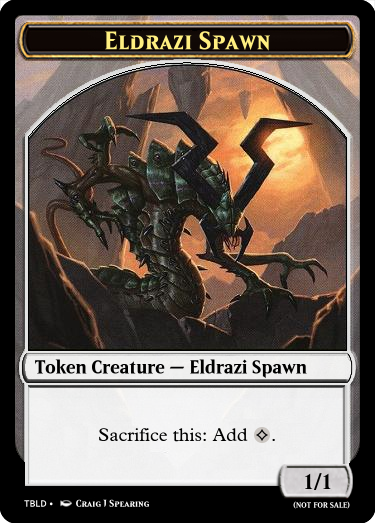 Eldrazi Spawn
Token Creature — Eldrazi Spawn
Sacrifice this: Add ◇.
1/1
TBLD • Craig J Spearing
(NOT FOR SALE)